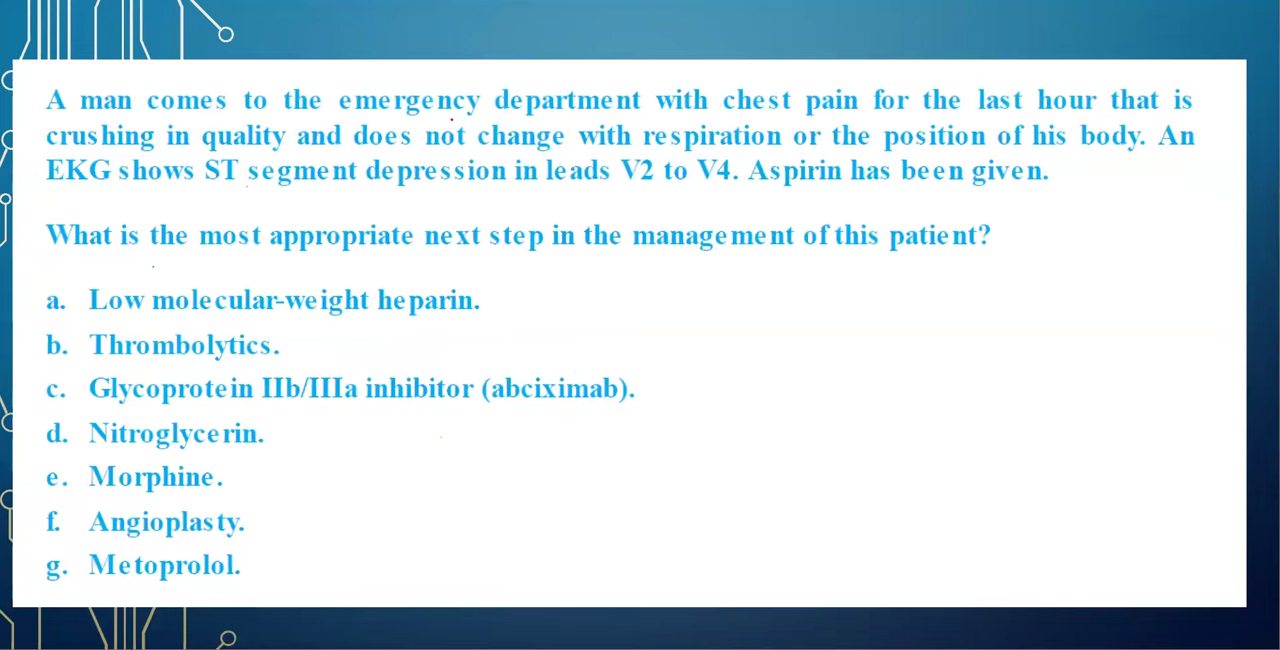 A man comes to the emergency department with chest pain for the last hour that is
crushing in quality and does not change with respiration or the position of his body. An
EKG shows ST segment depression in leads V2 to V4. Aspirin has been given.
What is the most appropriate next step in the management of this patient?
a. Low molecular-weight heparin.
b. Thrombolytics.
c. Glycoprotein IIb/IIIa inhibitor (abciximab).
d. Nitroglycerin.
e. Morphine.
f. Angioplasty.
g. Metoprolol.